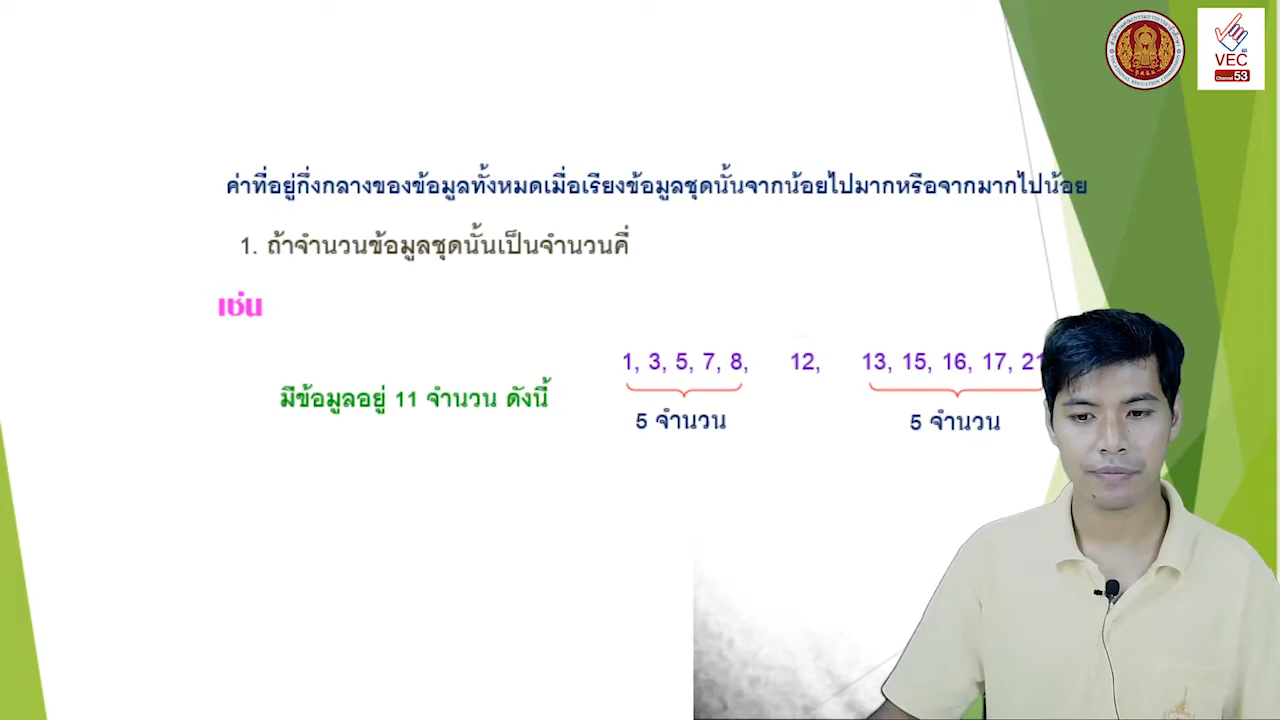 VEC
Channel 53
VOCATIONAL EDUCATION COMMISSION
ค่าที่อยู่กึ่งกลางของข้อมูลทั้งหมดเมื่อเรียงข้อมูลชุดนั้นจากน้อยไปมากหรือจากมากไปน้อย
1. ถ้าจำนวนข้อมูลชุดนั้นเป็นจำนวนคี่
เช่น
1, 3, 5, 7, 8, 12, 13, 15, 16, 17, 21
มีข้อมูลอยู่ 11 จำนวน ดังนี้
5 จำนวน 5 จำนวน